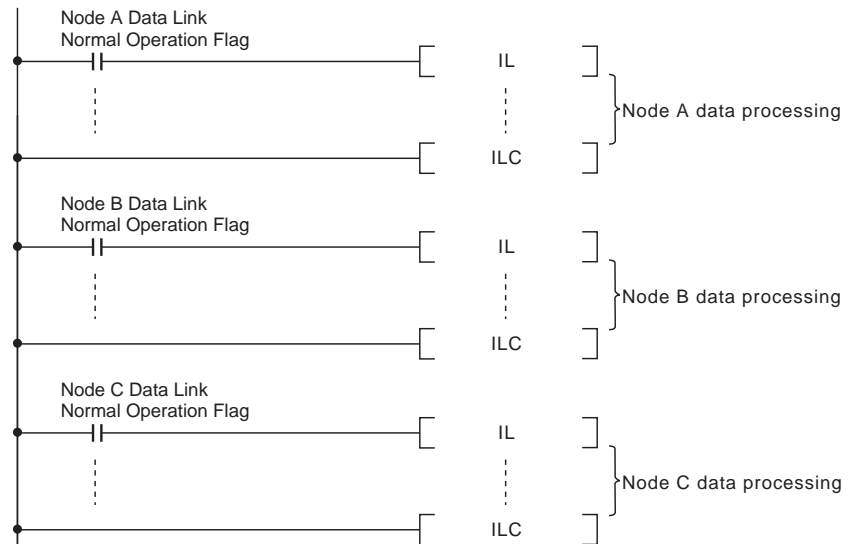 Node A Data Link
Normal Operation Flag
IL
Node A data processing
ILC
Node B Data Link
Normal Operation Flag
IL
Node B data processing
ILC
Node C Data Link
Normal Operation Flag
IL
Node C data processing
ILC